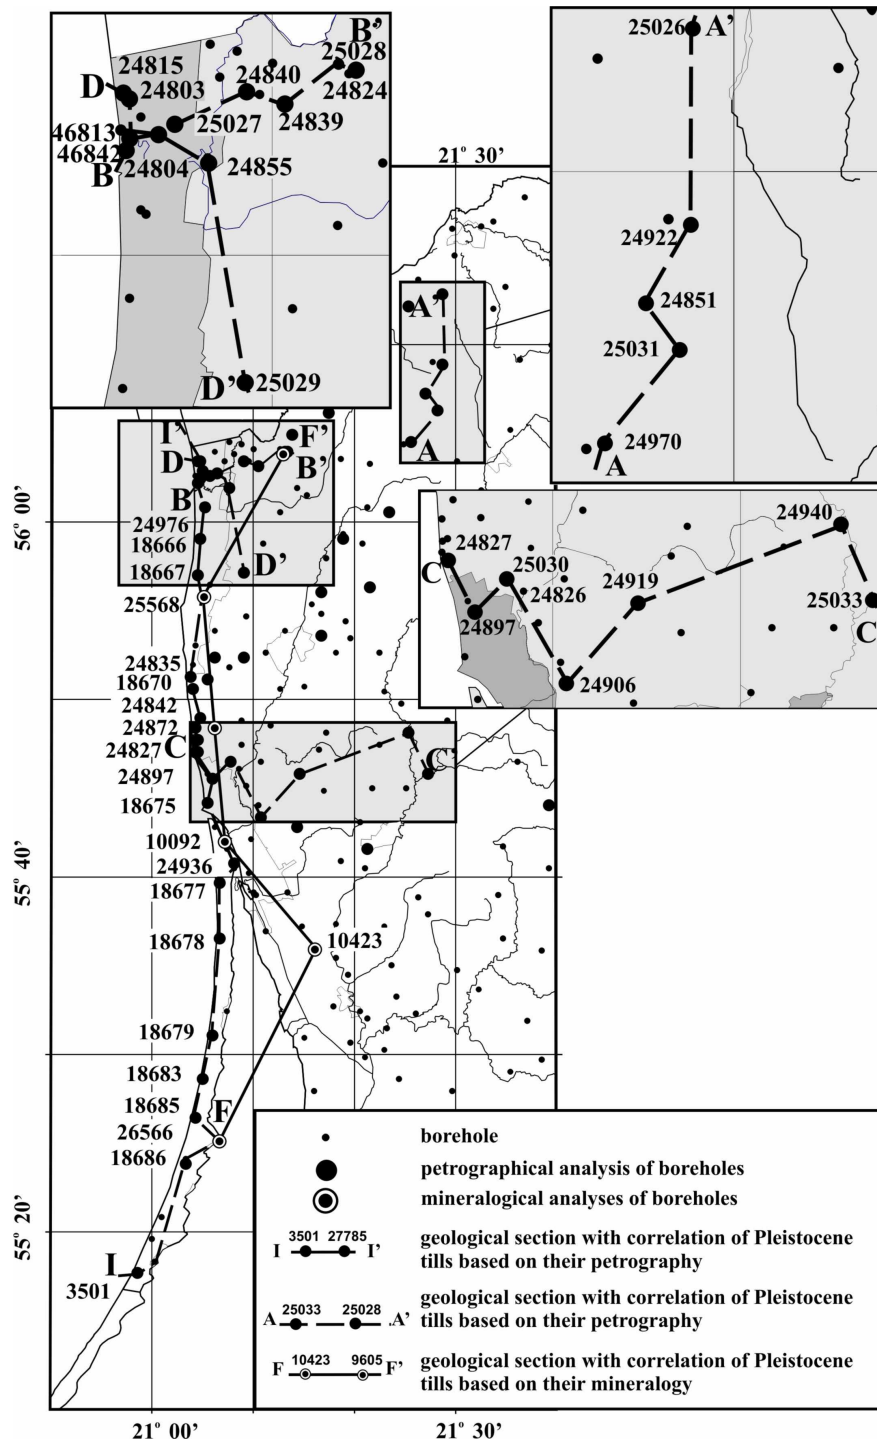 B'
25028
24815
24840
D
24803
24824
25027
24839
46813
46842
24804
24855
B
D'
25029
25026
A'
24922
24851
25031
24970
A
21° 30'
A'
A
I'
F'
D
B'
B
24976
18666
18667
D'
25568
56° 00'
24940
24827
C
25030
24919
24826
25033
24897
C
24906
24835
18670
24842
24872
24827
C
C'
24897
18675
10092
24936
18677
55° 40'
18678
10423
18679
18683
18685
F
26566
18686
55° 20'
I
3501
borehole
petrographical analysis of boreholes
mineralogical analyses of boreholes
I 3501 27785 I'
geological section with correlation of Pleistocene
tills based on their petrography
A 25033 25028 A'
geological section with correlation of Pleistocene
tills based on their petrography
F 10423 9605 F'
geological section with correlation of Pleistocene
tills based on their mineralogy
21° 00'
21° 30'